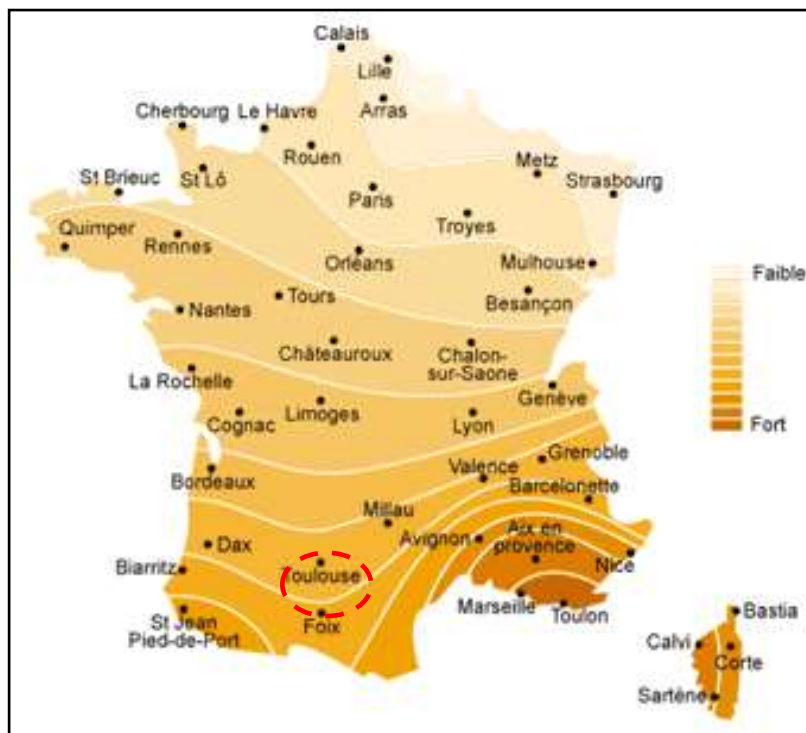 Calais
Lille
Cherbourg
Le Havre
Arras
Rouen
Metz
St Brieuc
St Lô
Strasbourg
Paris
Troyes
Quimper
Rennes
Orléans
Mulhouse
Faible
Tours
Besançon
Nantes
Châteauroux
Chalon-
sur-Saone
La Rochelle
Genève
Limoges
Cognac
Lyon
Fort
Grenoble
Valence
Bordeaux
Barcelonette
Millau
Aix en
provence
Avignon
Dax
Nice
Biarritz
Toulouse
Marseille
Toulon
St Jean
Pied-de-Port
Foix
Bastia
Calvi
Corte
Sartène